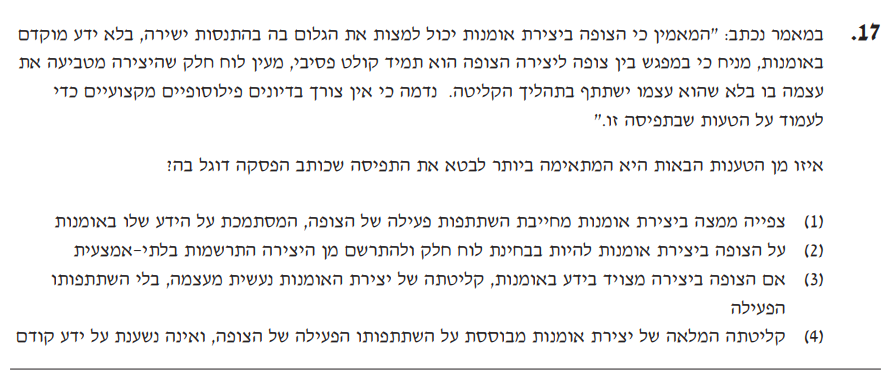 17. במאמר נכתב: "המאמין כי הצופה ביצירת אומנות יכול למצות את הגלום בה בהתנסות ישירה, בלא ידע מוקדם
באומנות, מניח כי במפגש בין צופה ליצירה הצופה הוא תמיד קולט פסיבי, מעין לוח חלק שהיצירה מטביעה את
עצמה בו בלא שהוא עצמו ישתתף בתהליך הקליטה. נדמה כי אין צורך בדיונים פילוסופיים מקצועיים כדי
לעמוד על הטעות שבתפיסה זו."
איזו מן הטענות הבאות היא המתאימה ביותר לבטא את התפיסה שכותב הפסקה דוגל בה?
(1) צפייה ממצה ביצירת אומנות מחייבת השתתפות פעילה של הצופה, המסתמכת על הידע שלו באומנות
(2) על הצופה ביצירת אומנות להיות בבחינת לוח חלק ולהתרשם מן היצירה התרשמות בלתי-אמצעית
(3) אם הצופה ביצירה מצויד בידע באומנות, קליטתה של יצירת האומנות נעשית מעצמה, בלי השתתפותו
הפעילה
(4) קליטתה המלאה של יצירת אומנות מבוססת על השתתפותו הפעילה של הצופה, ואינה נשענת על ידע קודם